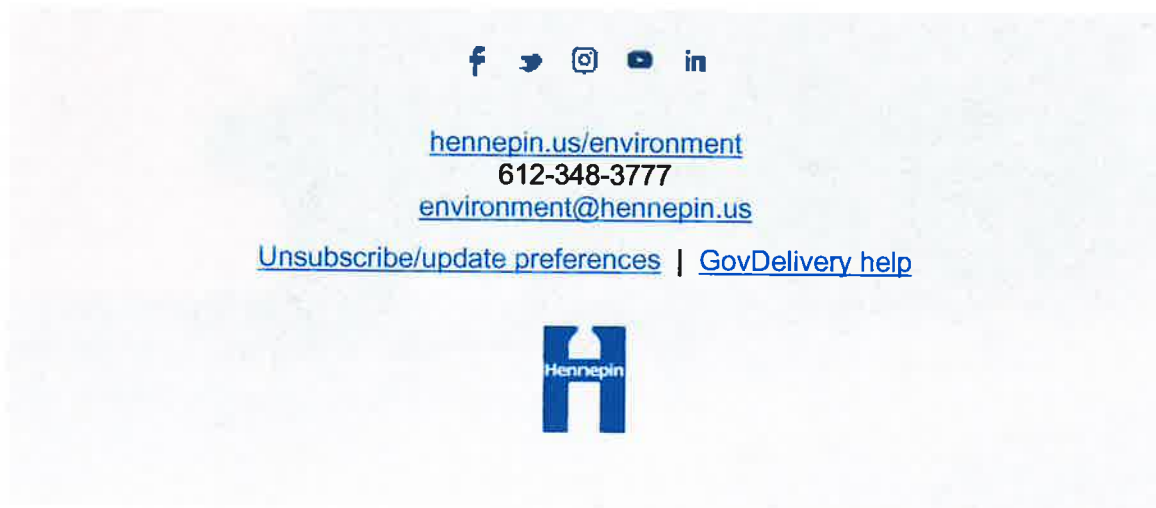 hennepin.us/environment
612-348-3777
environment@hennepin.us
Unsubscribe/update preferences | GovDelivery help
Hennepin